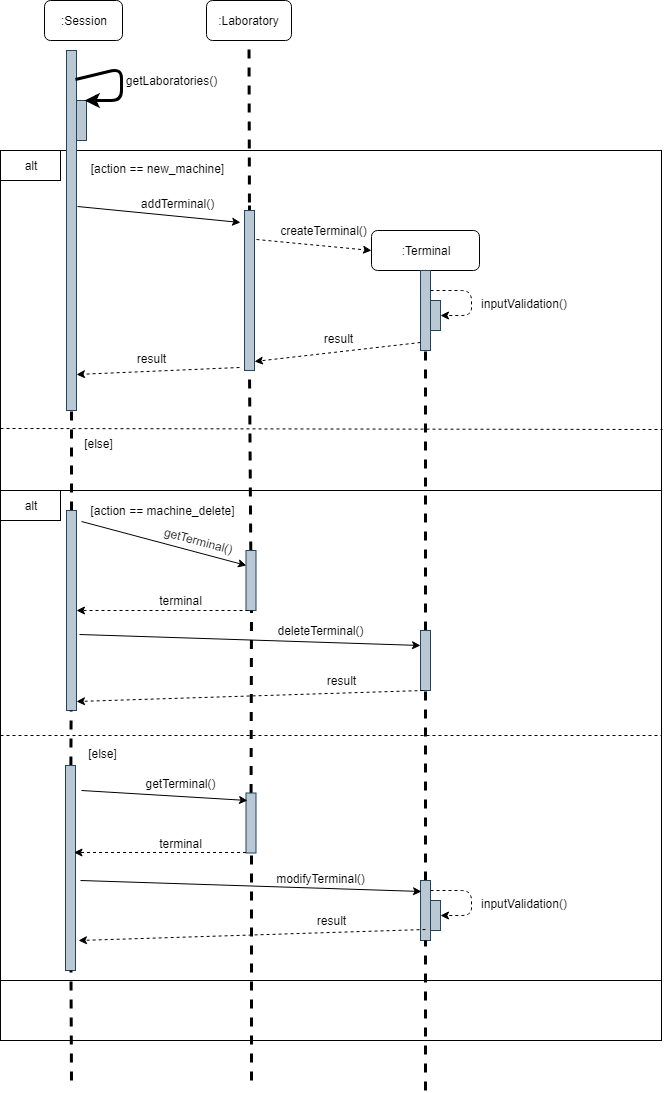 :Session
:Laboratory
getLaboratories()
alt
[action == new_machine]
addTerminal()
createTerminal()
:Terminal
inputValidation()
result
result
[else]
alt
[action == machine_delete]
getTerminal()
terminal
deleteTerminal()
result
[else]
getTerminal()
terminal
modifyTerminal()
inputValidation()
result